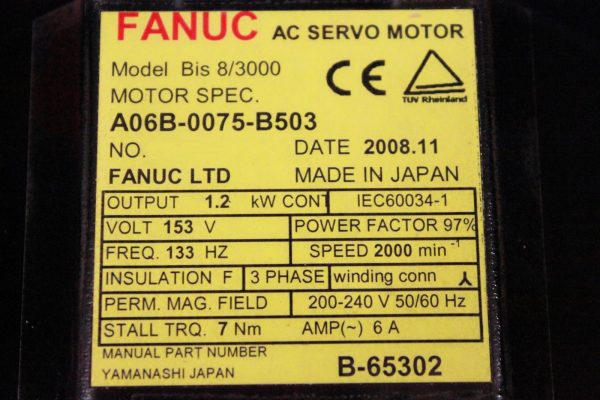 FANUC AC SERVO MOTOR
Model Bis 8/3000
MOTOR SPEC.
CE
TUV Rheinland
A06B-0075-B503
NO. DATE 2008.11
FANUC LTD MADE IN JAPAN
OUTPUT 1.2 kW CONT IEC60034-1
VOLT 153 V POWER FACTOR 97%
FREQ. 133 HZ SPEED 2000 min-1
INSULATION F 3 PHASE winding conn
PERM. MAG. FIELD 200-240 V 50/60 Hz
STALL TRQ. 7 Nm AMP(~) 6 A
MANUAL PART NUMBER
YAMANASHI JAPAN B-65302